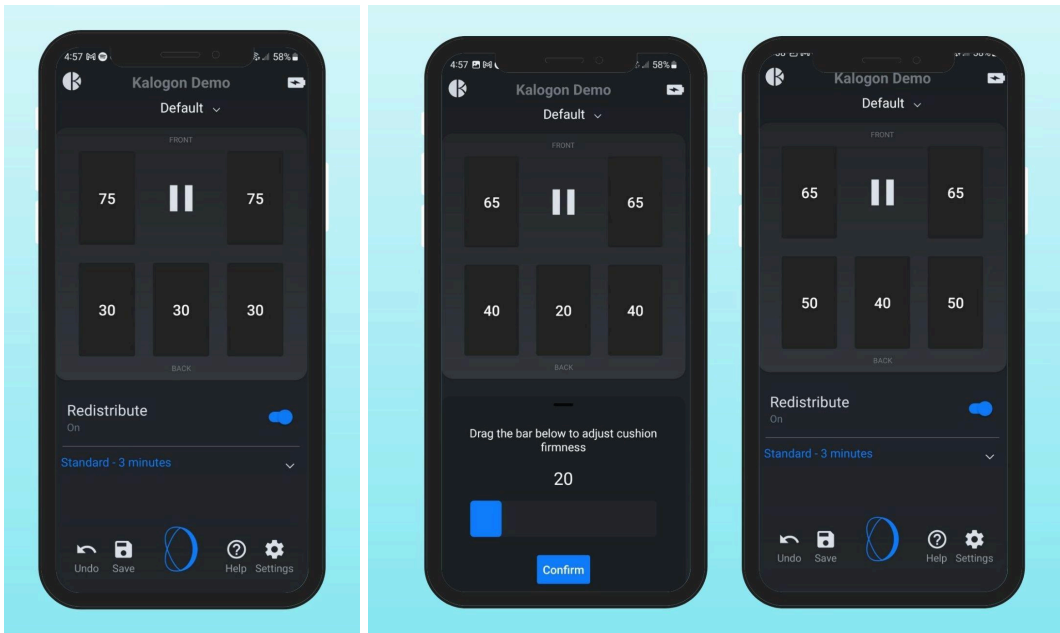 4:57 58%
Kalogon Demo
Default
FRONT
75 75
30 30 30
BACK
Redistribute
On
Standard - 3 minutes
Undo Save Help Settings
4:57 58%
Kalogon Demo
Default
FRONT
65 65
40 20 40
BACK
Drag the bar below to adjust cushion
firmness
20
Confirm
Kalogon Demo
Default
FRONT
65 65
50 40 50
BACK
Redistribute
On
Standard - 3 minutes
Undo Save Help Settings